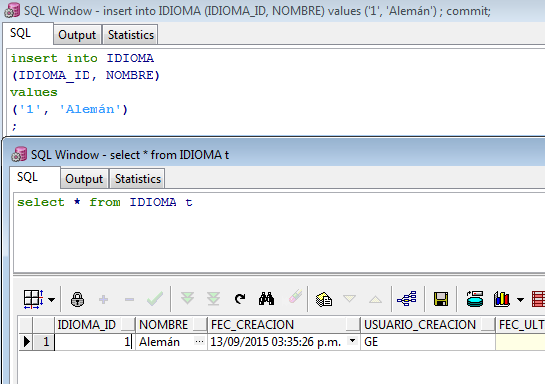 SQL Window - insert into IDIOMA (IDIOMA_ID, NOMBRE) values ('1', 'Alemán') ; commit;
SQL Output Statistics
insert into IDIOMA
(IDIOMA_ID, NOMBRE)
values
('1', 'Alemán')
;
SQL Window - select * from IDIOMA t
SQL Output Statistics
select * from IDIOMA t
IDIOMA_ID NOMBRE FEC_CREACION USUARIO_CREACION FEC_ULT
1 1 Alemán ... 13/09/2015 03:35:26 p.m. GE